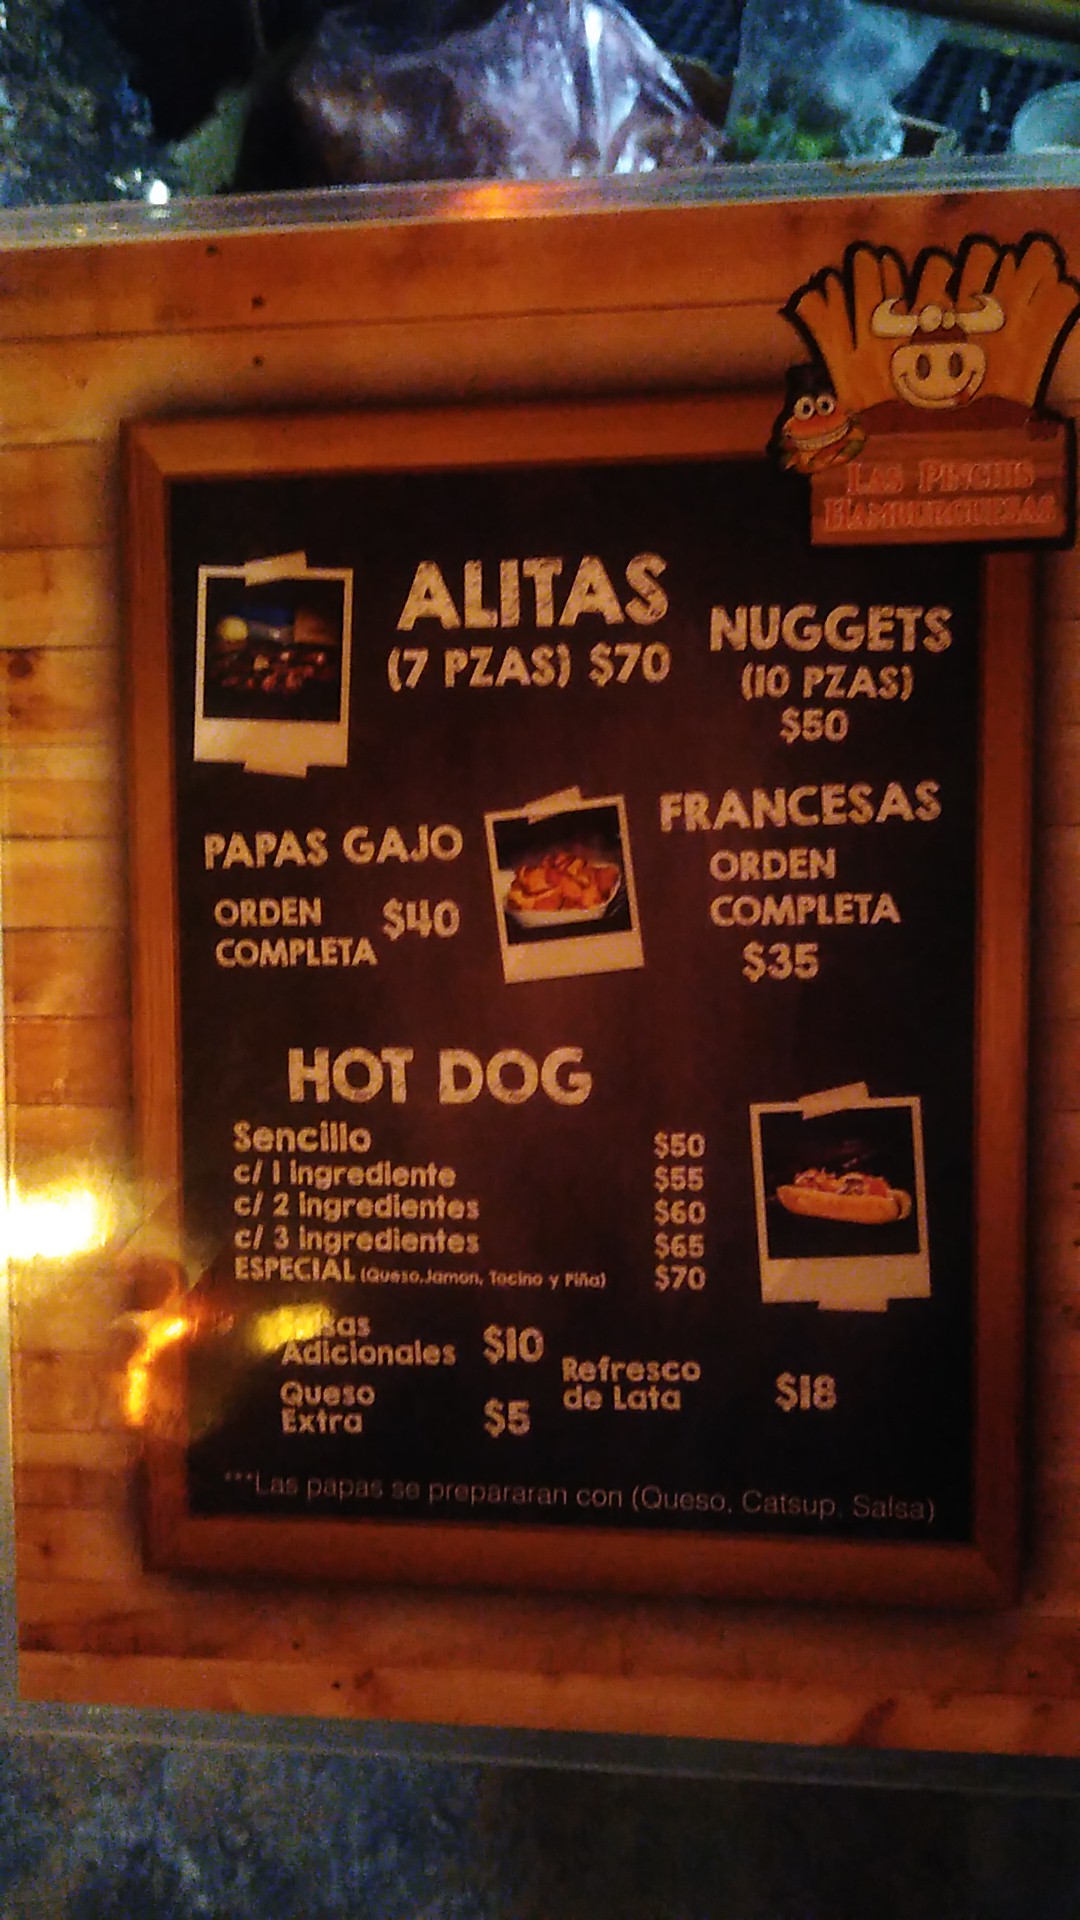 LAS PINCHIS
HAMBURGUESAS
ALITAS
(7 PZAS) $70
NUGGETS
(10 PZAS)
$50
PAPAS GAJO
ORDEN
COMPLETA
$40
FRANCESAS
ORDEN
COMPLETA
$35
HOT DOG
Sencillo $50
c/ 1 ingrediente $55
c/ 2 ingredientes $60
c/ 3 ingredientes $65
ESPECIAL (Queso,Jamon, Tocino y Piña) $70
Salsas
Adicionales $10
Queso
Extra $5
Refresco
de Lata $18
***Las papas se prepararan con (Queso, Catsup, Salsa)